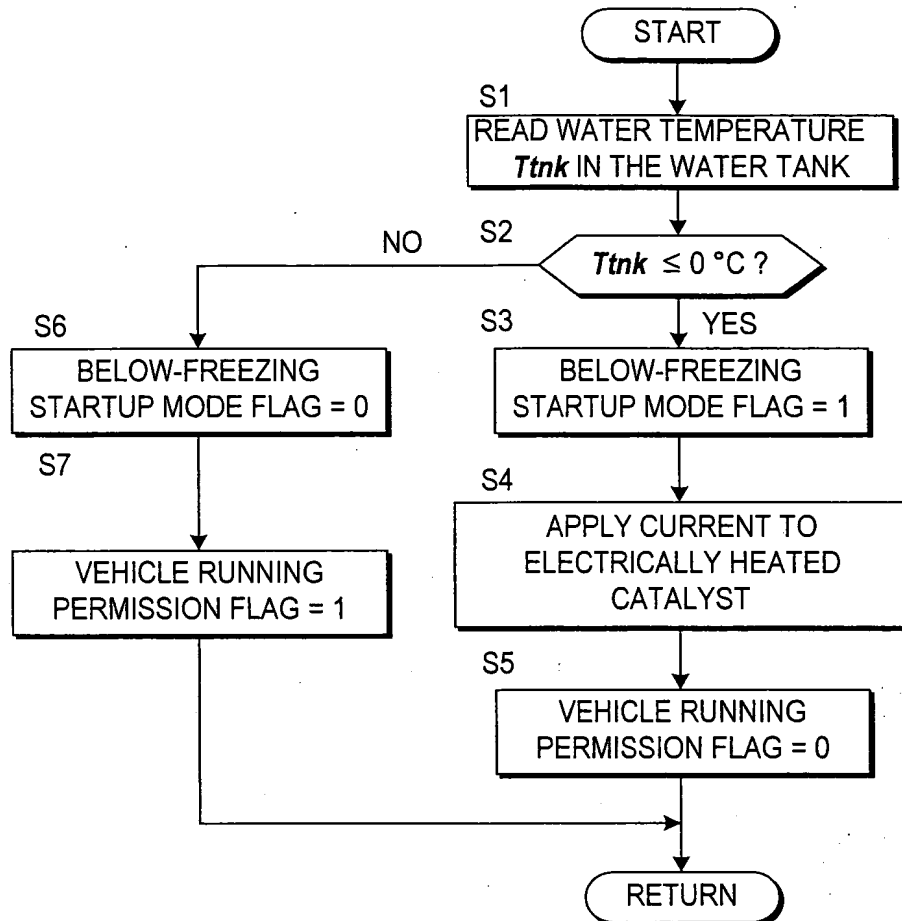 START
S1
READ WATER TEMPERATURE
Ttnk IN THE WATER TANK
S2
NO
Ttnk ≤ 0 °C ?
YES
S3
BELOW-FREEZING
STARTUP MODE FLAG = 1
S4
APPLY CURRENT TO
ELECTRICALLY HEATED
CATALYST
S5
VEHICLE RUNNING
PERMISSION FLAG = 0
S6
BELOW-FREEZING
STARTUP MODE FLAG = 0
S7
VEHICLE RUNNING
PERMISSION FLAG = 1
RETURN